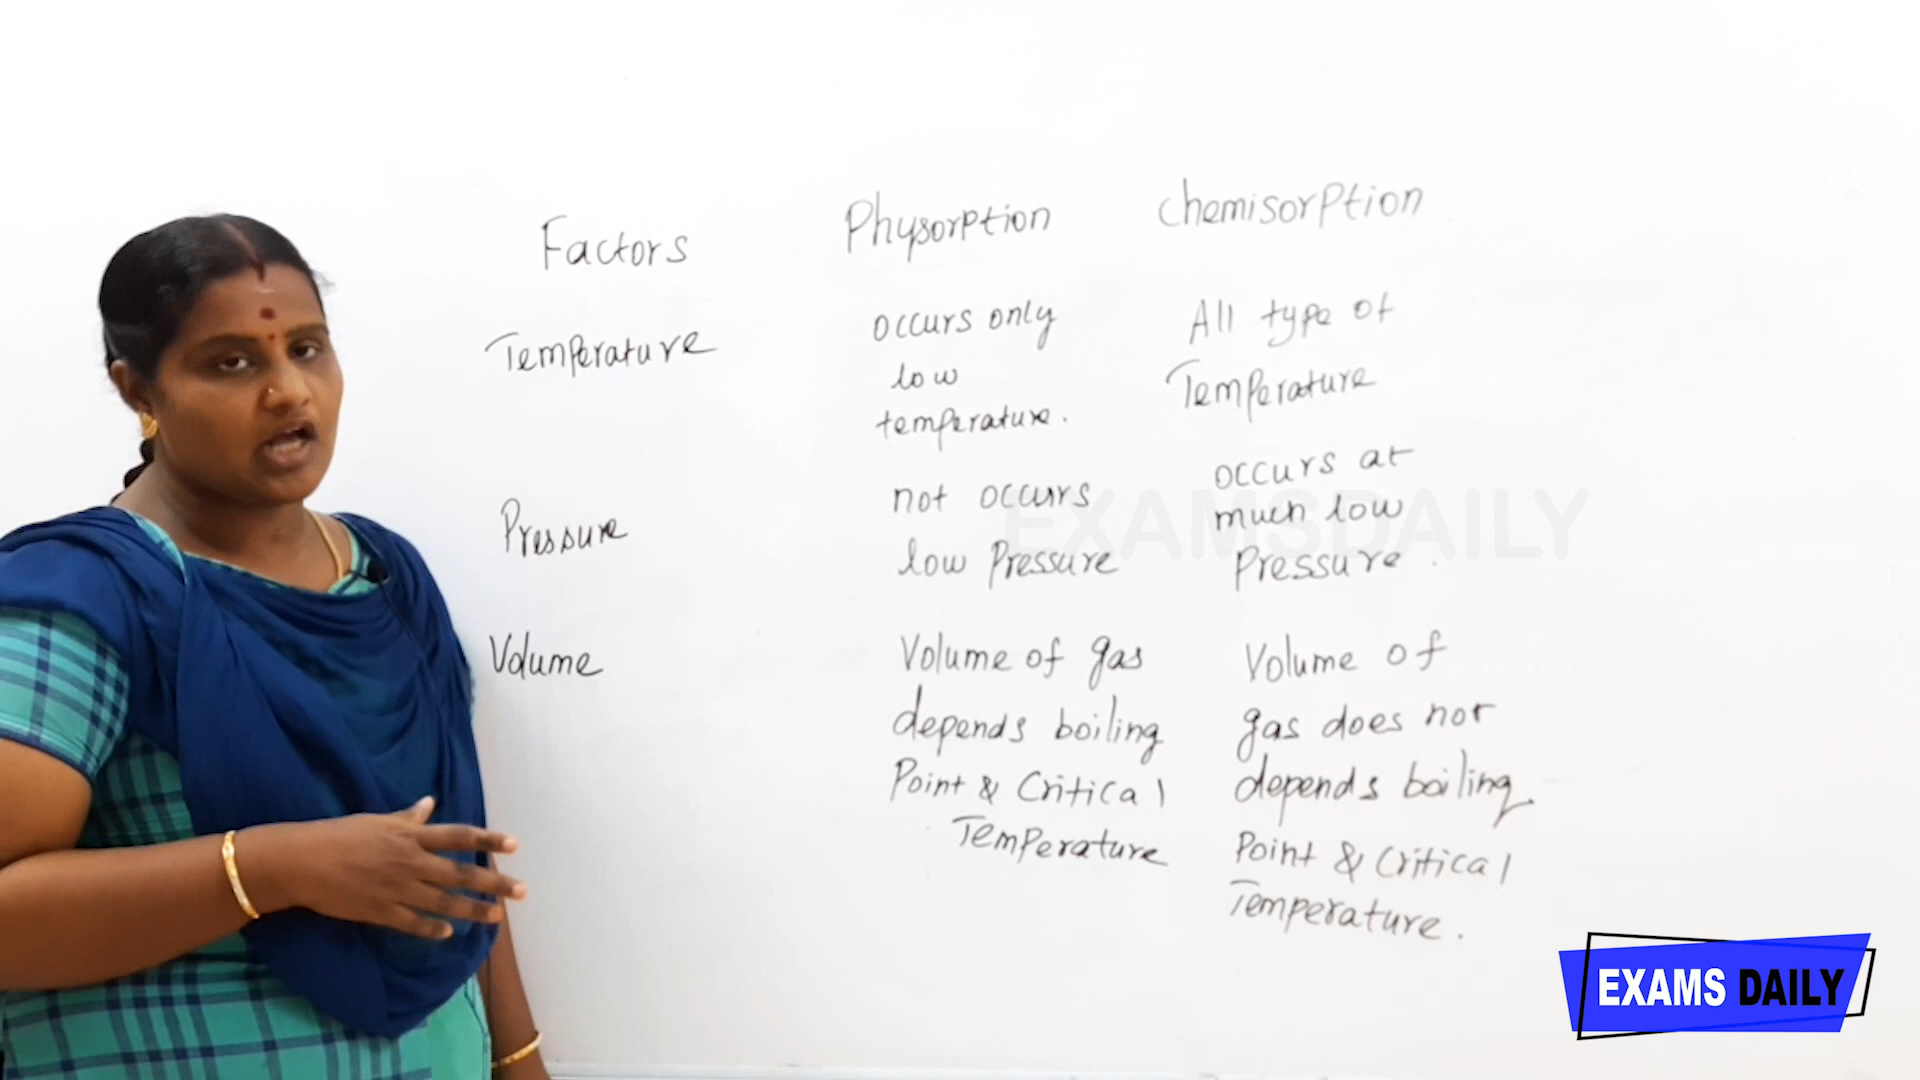 Factors
Physorption
Chemisorption
Temperature
occurs only
low
temperature.
All type of
Temperature
Pressure
not occurs
low Pressure
occurs at
much low
Pressure.
Volume
Volume of gas
depends boiling
Point & Critical
Temperature
Volume of
gas does not
depends boiling
Point & Critical
Temperature.
EXAMSDAILY
EXAMS DAILY